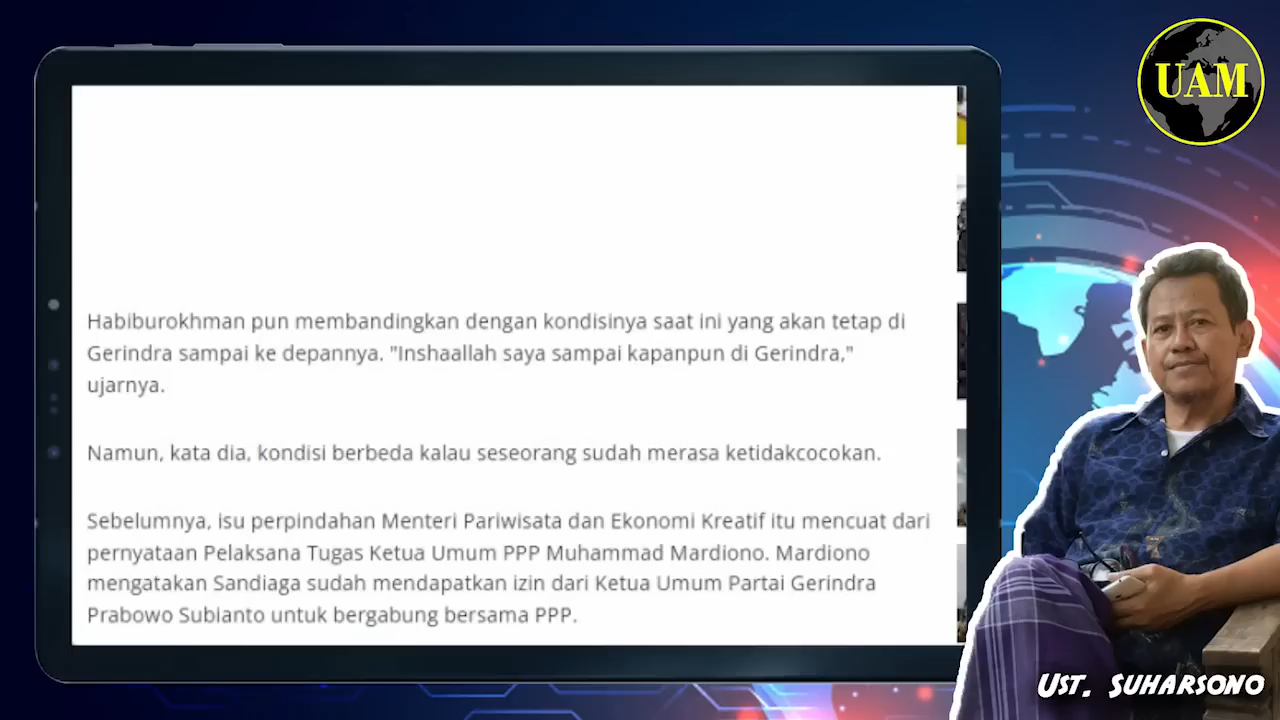 UAM
Habiburokhman pun membandingkan dengan kondisinya saat ini yang akan tetap di
Gerindra sampai ke depannya. "Inshaallah saya sampai kapanpun di Gerindra,"
ujarnya.
Namun, kata dia, kondisi berbeda kalau seseorang sudah merasa ketidakcocokan.
Sebelumnya, isu perpindahan Menteri Pariwisata dan Ekonomi Kreatif itu mencuat dari
pernyataan Pelaksana Tugas Ketua Umum PPP Muhammad Mardiono. Mardiono
mengatakan Sandiaga sudah mendapatkan izin dari Ketua Umum Partai Gerindra
Prabowo Subianto untuk bergabung bersama PPP.
UST. SUHARSONO